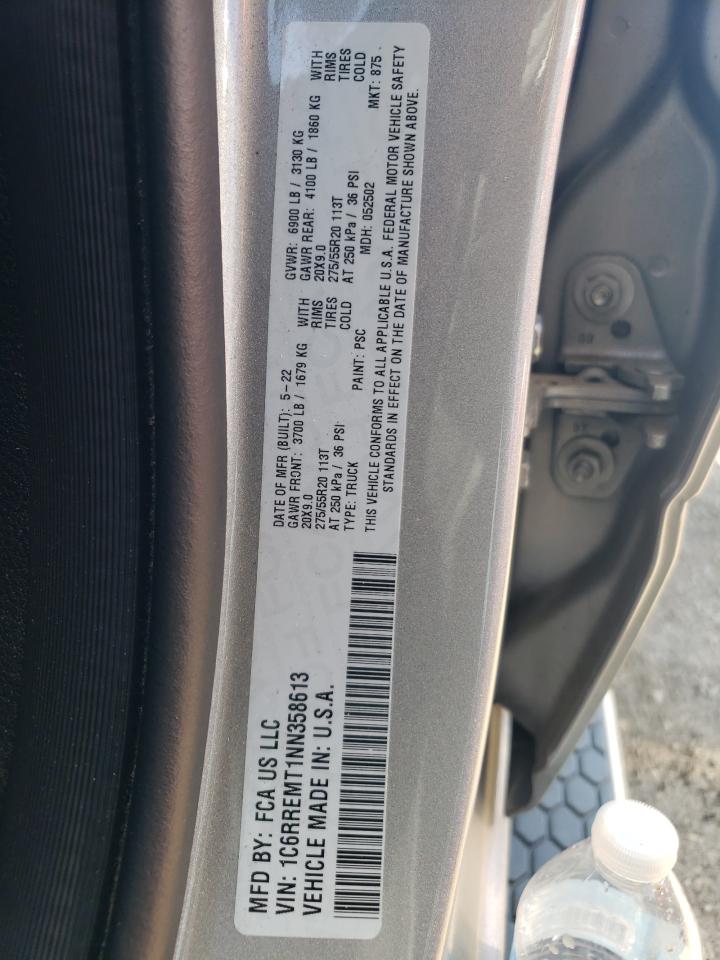 MFD BY: FCA US LLC
VIN: 1C6RREMT1NN358613
VEHICLE MADE IN: U.S.A.
DATE OF MFR (BUILT): 5-22
GAWR FRONT: 3700 LB / 1679 KG WITH
20X9.0 RIMS
275/55R20 113T TIRES
AT 250 kPa / 36 PSI COLD
TYPE: TRUCK PAINT: PSC
GVWR: 6900 LB / 3130 KG
GAWR REAR: 4100 LB / 1860 KG WITH
20X9.0 RIMS
275/55R20 113T TIRES
AT 250 kPa / 36 PSI COLD
MDH: 052502 MKT: 875
THIS VEHICLE CONFORMS TO ALL APPLICABLE U.S.A. FEDERAL MOTOR VEHICLE SAFETY
STANDARDS IN EFFECT ON THE DATE OF MANUFACTURE SHOWN ABOVE.